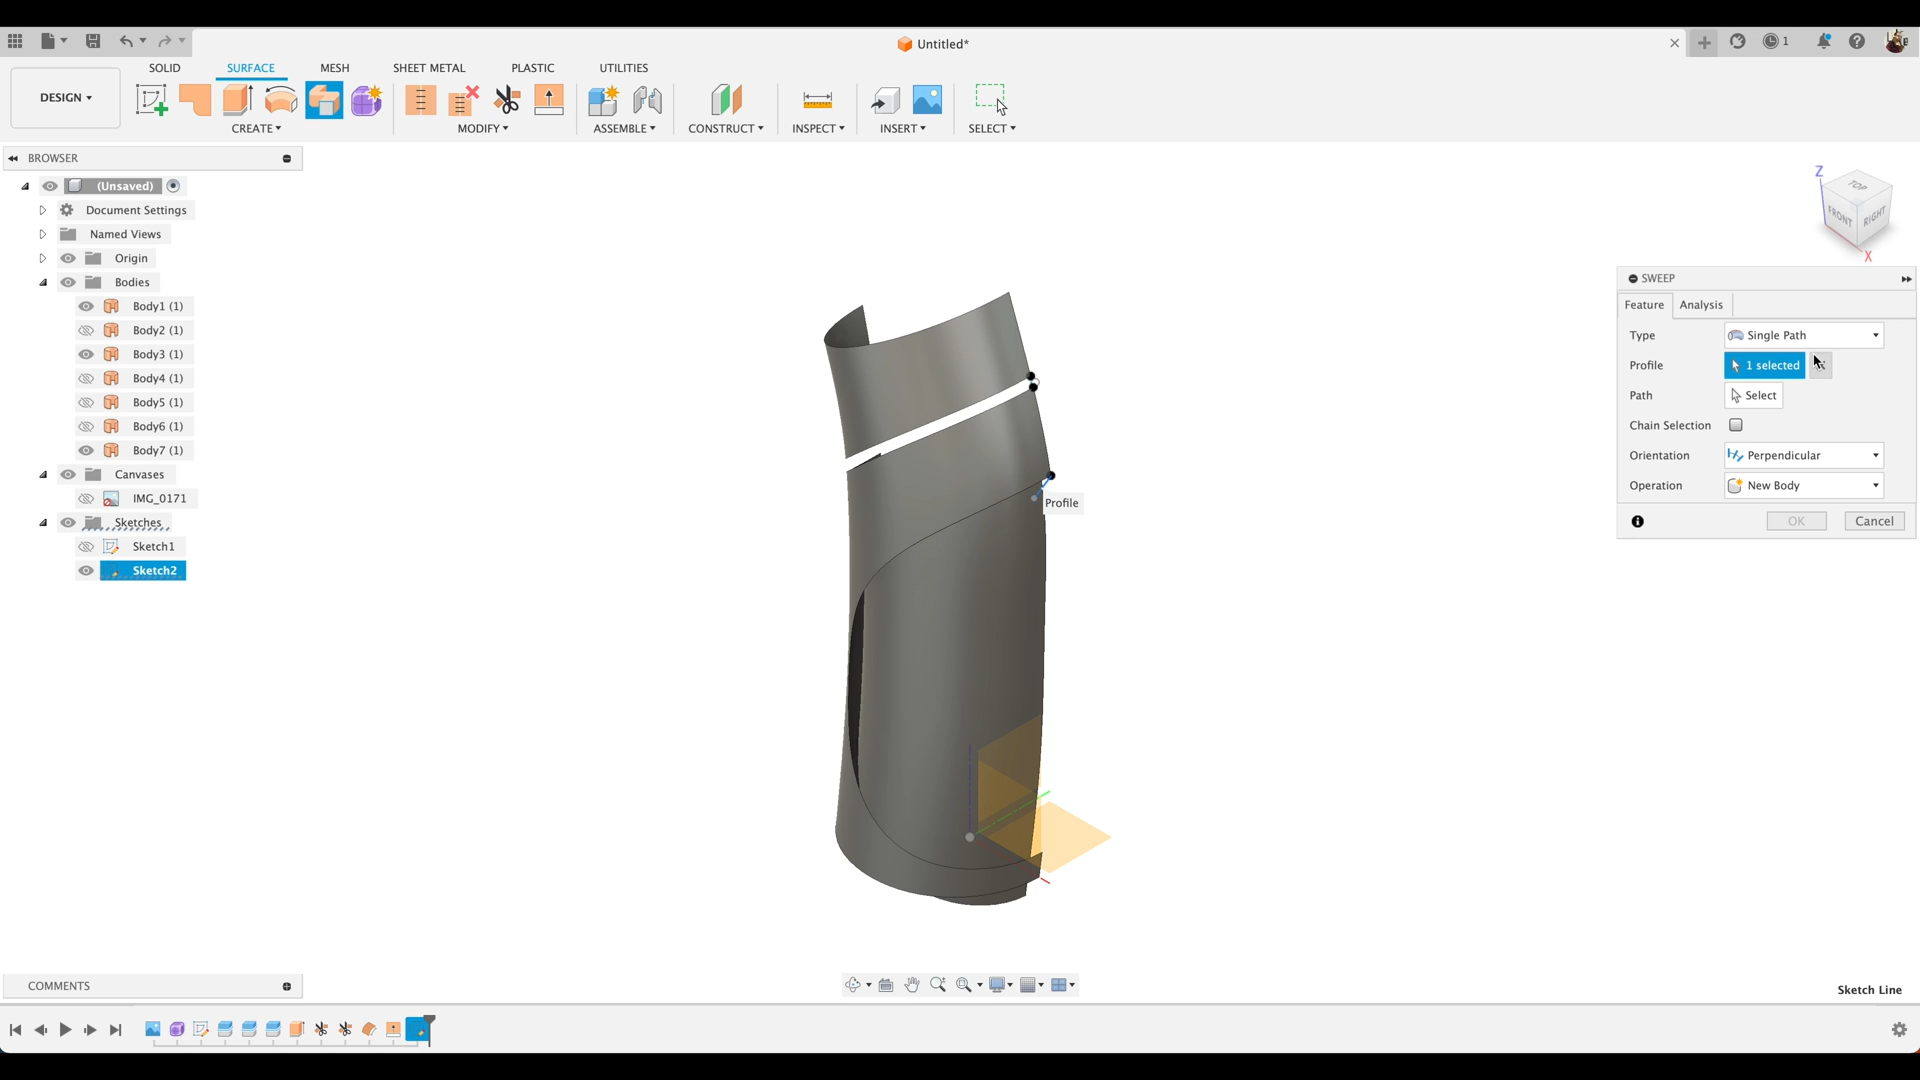 Untitled*
1
DESIGN
SOLID
SURFACE
MESH
SHEET METAL
PLASTIC
UTILITIES
CREATE
MODIFY
ASSEMBLE
CONSTRUCT
INSPECT
INSERT
SELECT
BROWSER
(Unsaved)
Document Settings
Named Views
Origin
Bodies
Body1 (1)
Body2 (1)
Body3 (1)
Body4 (1)
Body5 (1)
Body6 (1)
Body7 (1)
Canvases
IMG_0171
Sketches
Sketch1
Sketch2
Profile
Z
TOP
FRONT
RIGHT
X
SWEEP
Feature
Analysis
Type
Single Path
Profile
1 selected
Path
Select
Chain Selection
Orientation
Perpendicular
Operation
New Body
OK
Cancel
COMMENTS
Sketch Line